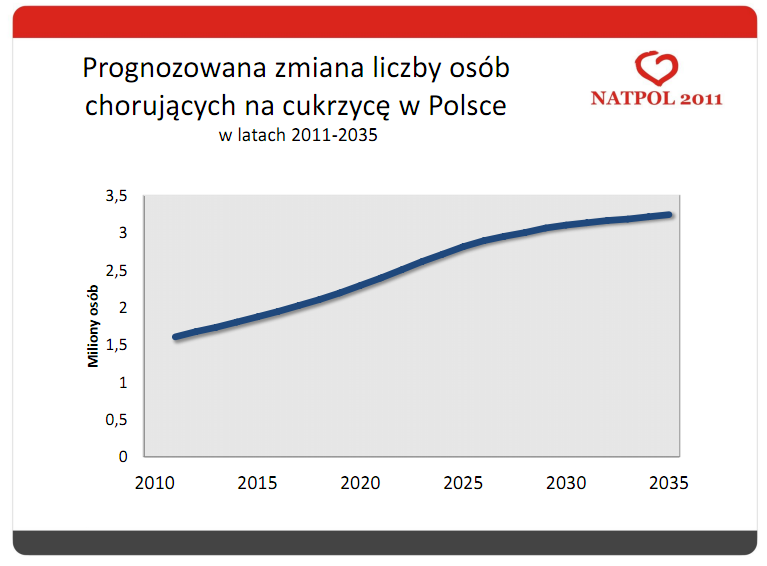 Prognozowana zmiana liczby osób
chorujących na cukrzycę w Polsce
w latach 2011-2035
NATPOL 2011
3,5
3
2,5
2
1,5
1
0,5
0
Miliony osób
2010 2015 2020 2025 2030 2035